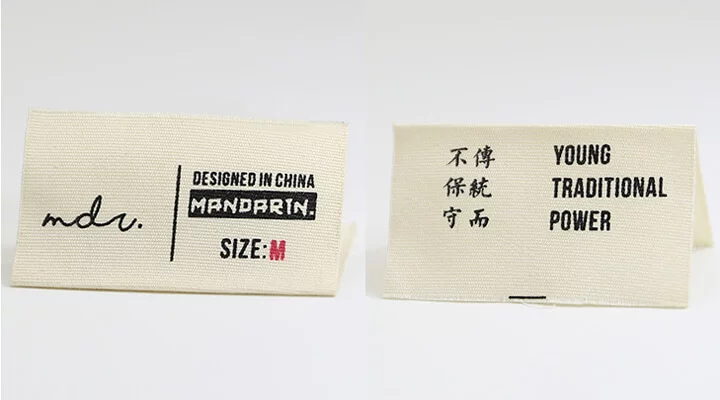 mdr.
DESIGNED IN CHINA
MANDARIN.
SIZE:M
傳統而
不保守
YOUNG
TRADITIONAL
POWER